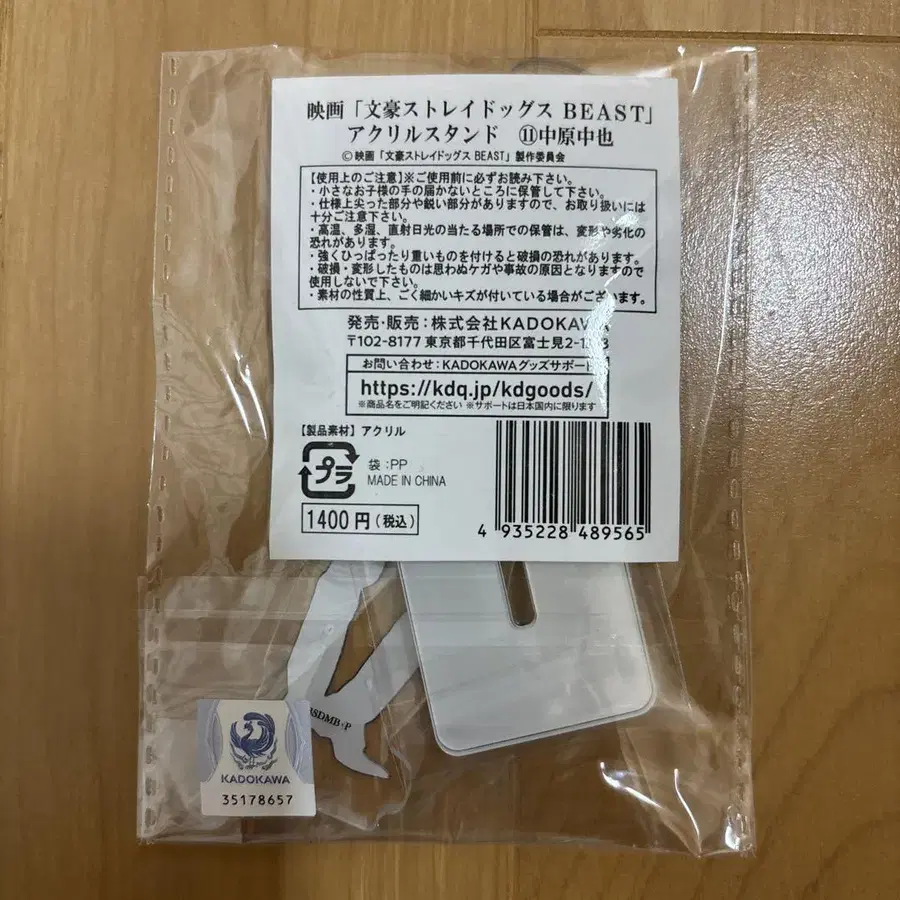 映画「文豪ストレイドッグス BEAST」
アクリルスタンド ⑪中原中也
©映画「文豪ストレイドッグス BEAST」製作委員会
【使用上のご注意】※ご使用前に必ずお読み下さい。
・小さなお子様の手の届かないところに保管して下さい。
・仕様上尖った部分や鋭い部分がありますので、お取り扱いには
十分ご注意下さい。
・高温、多湿、直射日光の当たる場所での保管は、変形や劣化の
恐れがあります。
・強くひっぱったり重いものを付けると破損の恐れがあります。
・破損・変形したものは思わぬケガや事故の原因となりますので
使用しないで下さい。
・素材の性質上、ごく細かいキズが付いている場合がございます。
発売・販売：株式会社KADOKAWA
〒102-8177 東京都千代田区富士見2-13-3
お問い合わせ：KADOKAWAグッズサポート
https://kdq.jp/kdgoods/
※商品名をご明記ください ※サポートは日本国内に限ります
【製品素材】アクリル
プラ
袋：PP
MADE IN CHINA
1400円（税込）
4 935228 489565
BSDMB©P
KADOKAWA
35178657